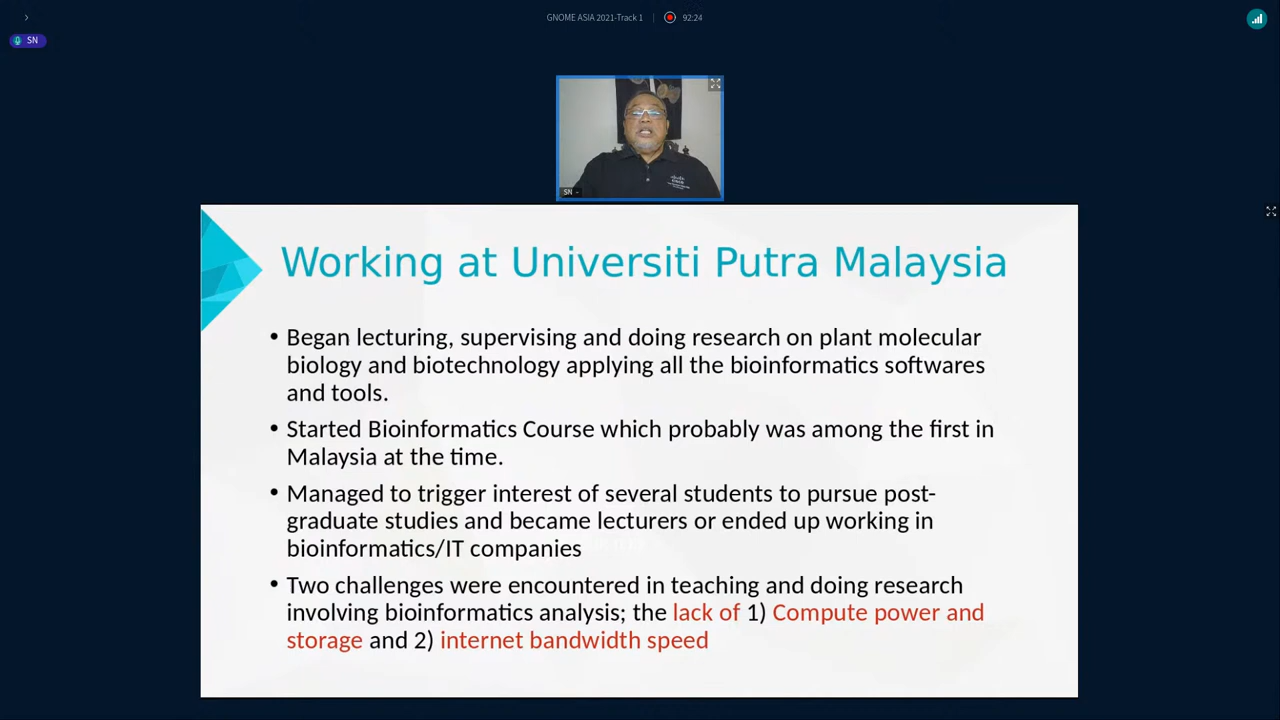 GNOME ASIA 2021-Track 1 92:24
SN
SN
Working at Universiti Putra Malaysia
• Began lecturing, supervising and doing research on plant molecular
biology and biotechnology applying all the bioinformatics softwares
and tools.
• Started Bioinformatics Course which probably was among the first in
Malaysia at the time.
• Managed to trigger interest of several students to pursue post-
graduate studies and became lecturers or ended up working in
bioinformatics/IT companies
• Two challenges were encountered in teaching and doing research
involving bioinformatics analysis; the lack of 1) Compute power and
storage and 2) internet bandwidth speed